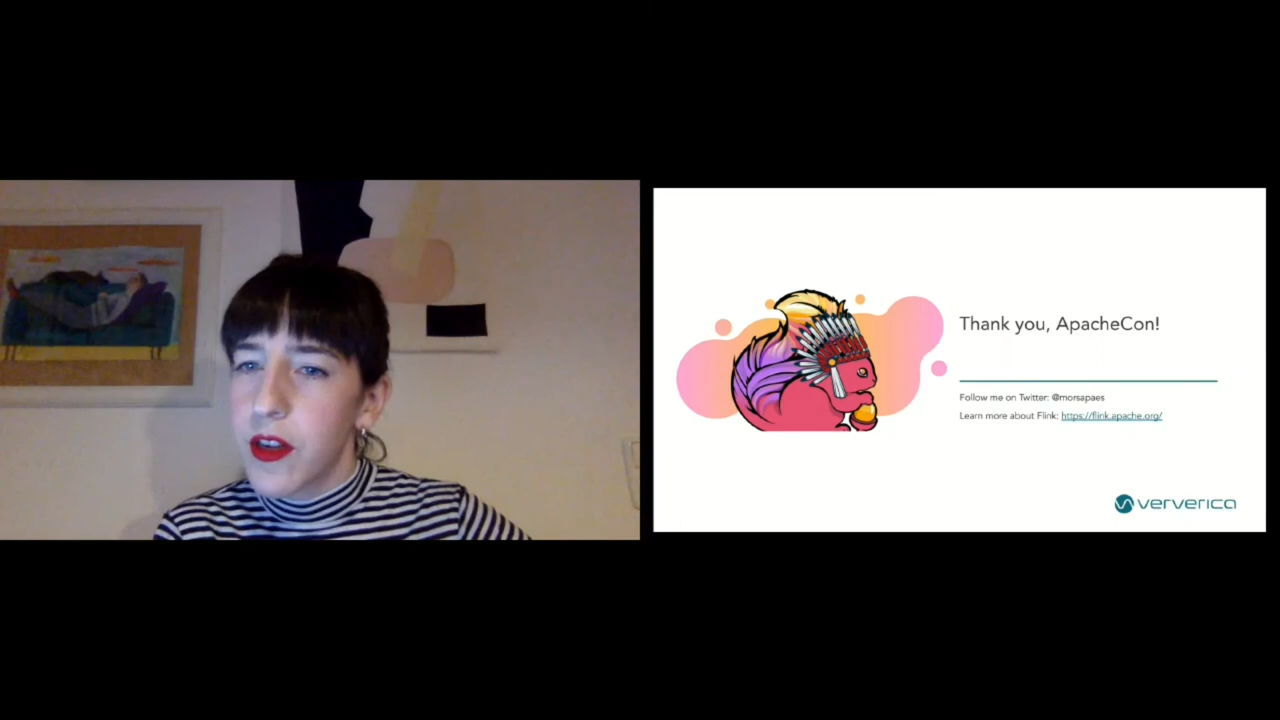 Thank you, ApacheCon!
Follow me on Twitter: @morsapaes
Learn more about Flink: https://flink.apache.org/
ververica